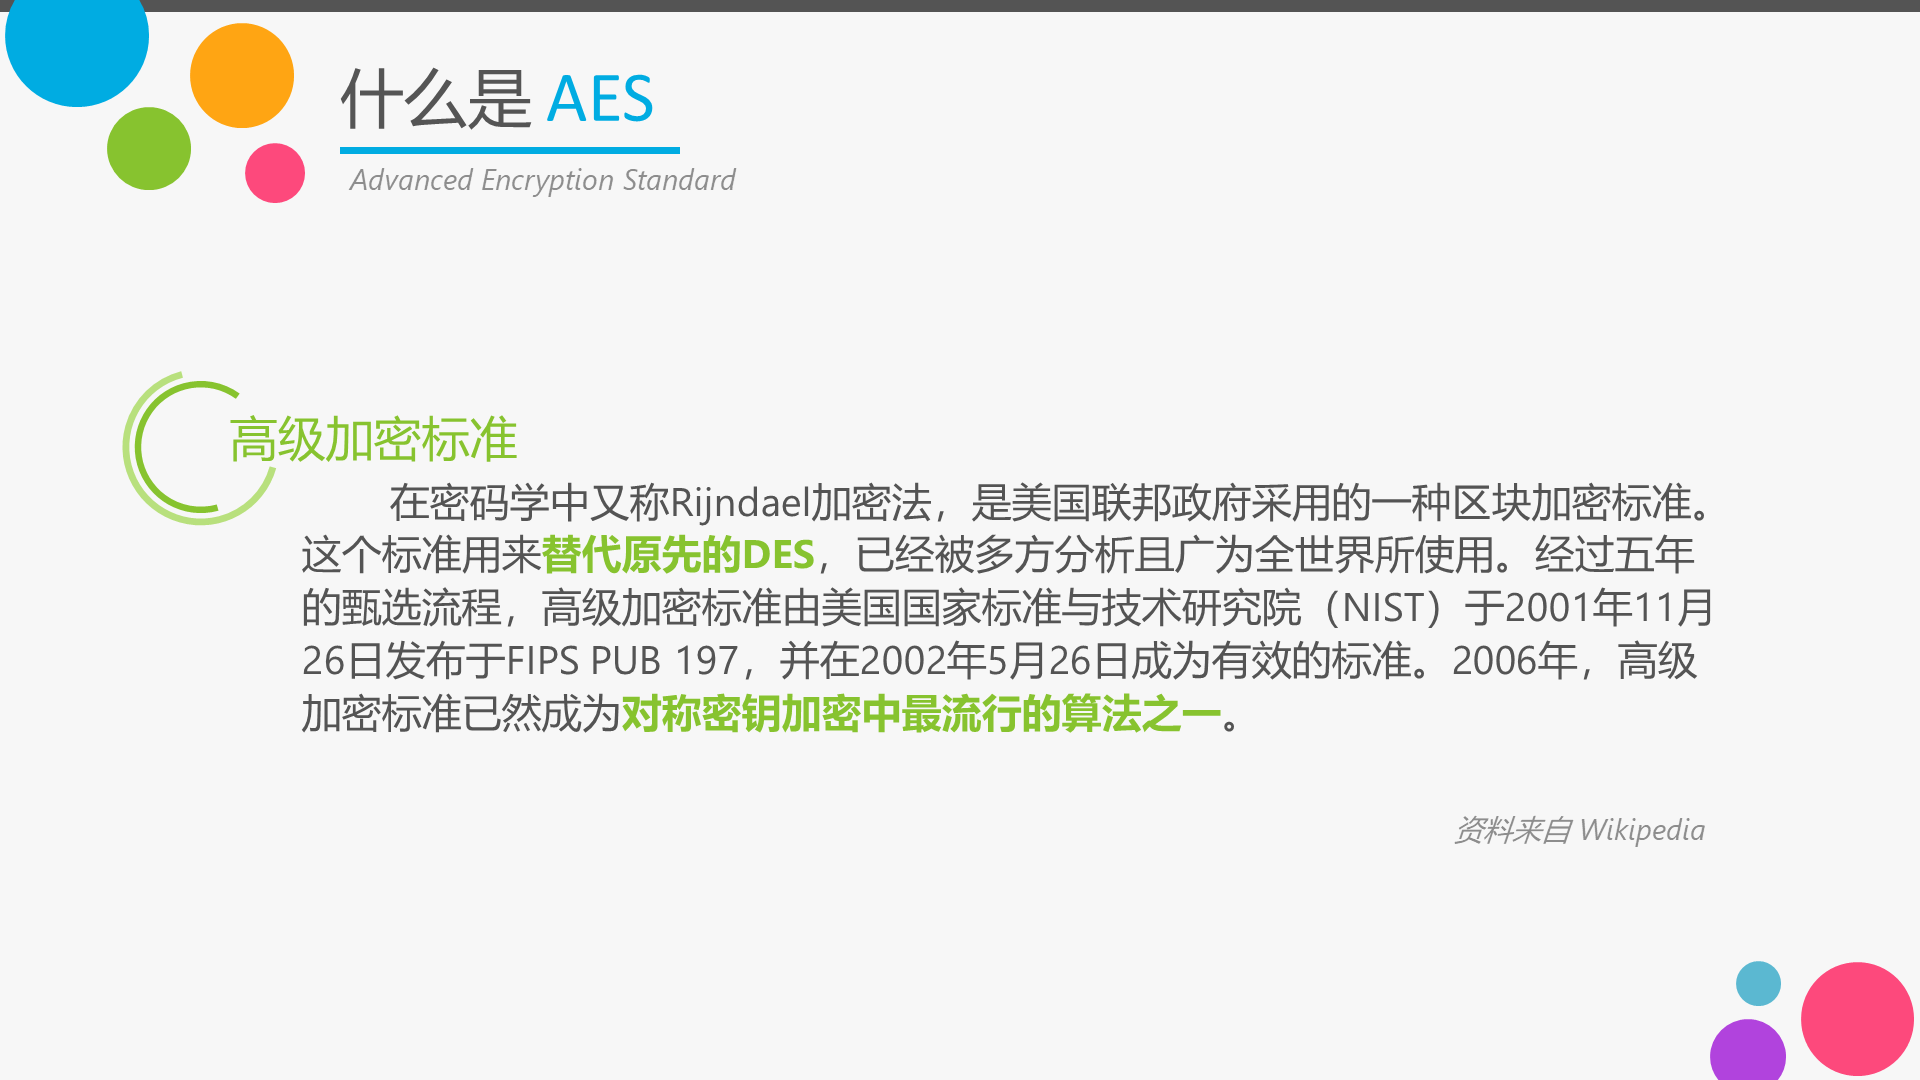 什么是 AES
Advanced Encryption Standard
高级加密标准
在密码学中又称Rijndael加密法，是美国联邦政府采用的一种区块加密标准。
这个标准用来替代原先的DES，已经被多方分析且广为全世界所使用。经过五年
的甄选流程，高级加密标准由美国国家标准与技术研究院（NIST）于2001年11月
26日发布于FIPS PUB 197，并在2002年5月26日成为有效的标准。2006年，高级
加密标准已然成为对称密钥加密中最流行的算法之一。
资料来自 Wikipedia